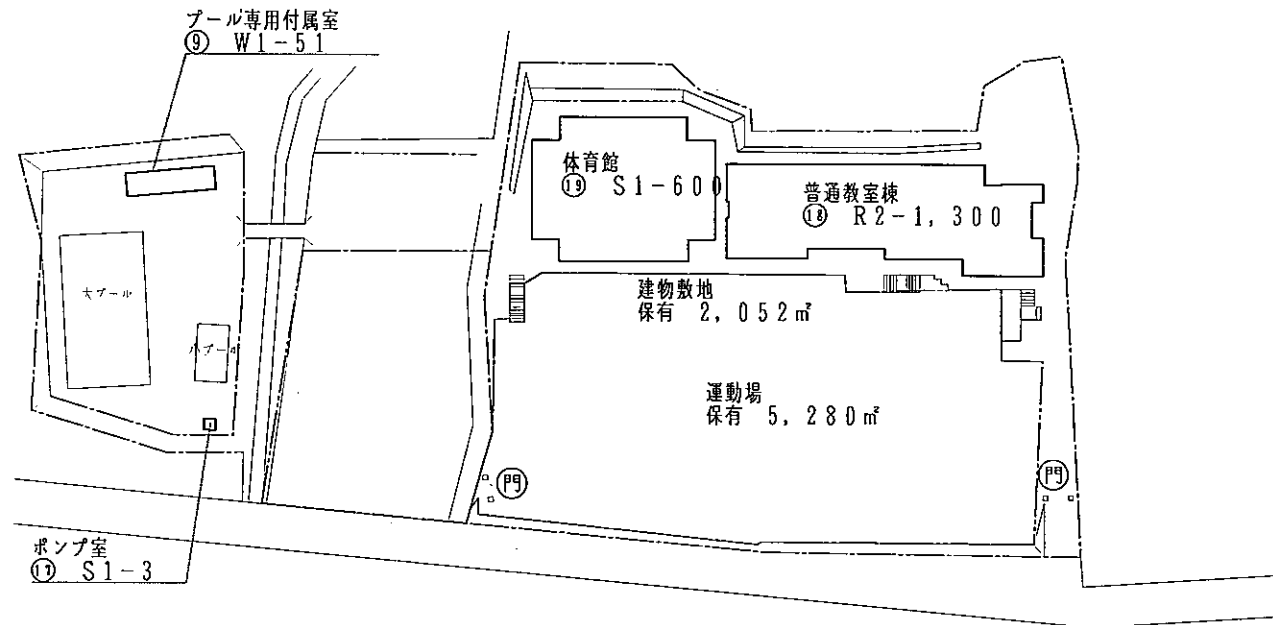 プール専用付属室
⑨ W1-51
体育館
⑲ S1-600
普通教室棟
⑱ R2-1,300
大プール
小プール
建物敷地
保有 2,052㎡
運動場
保有 5,280㎡
門
門
ポンプ室
⑰ S1-3